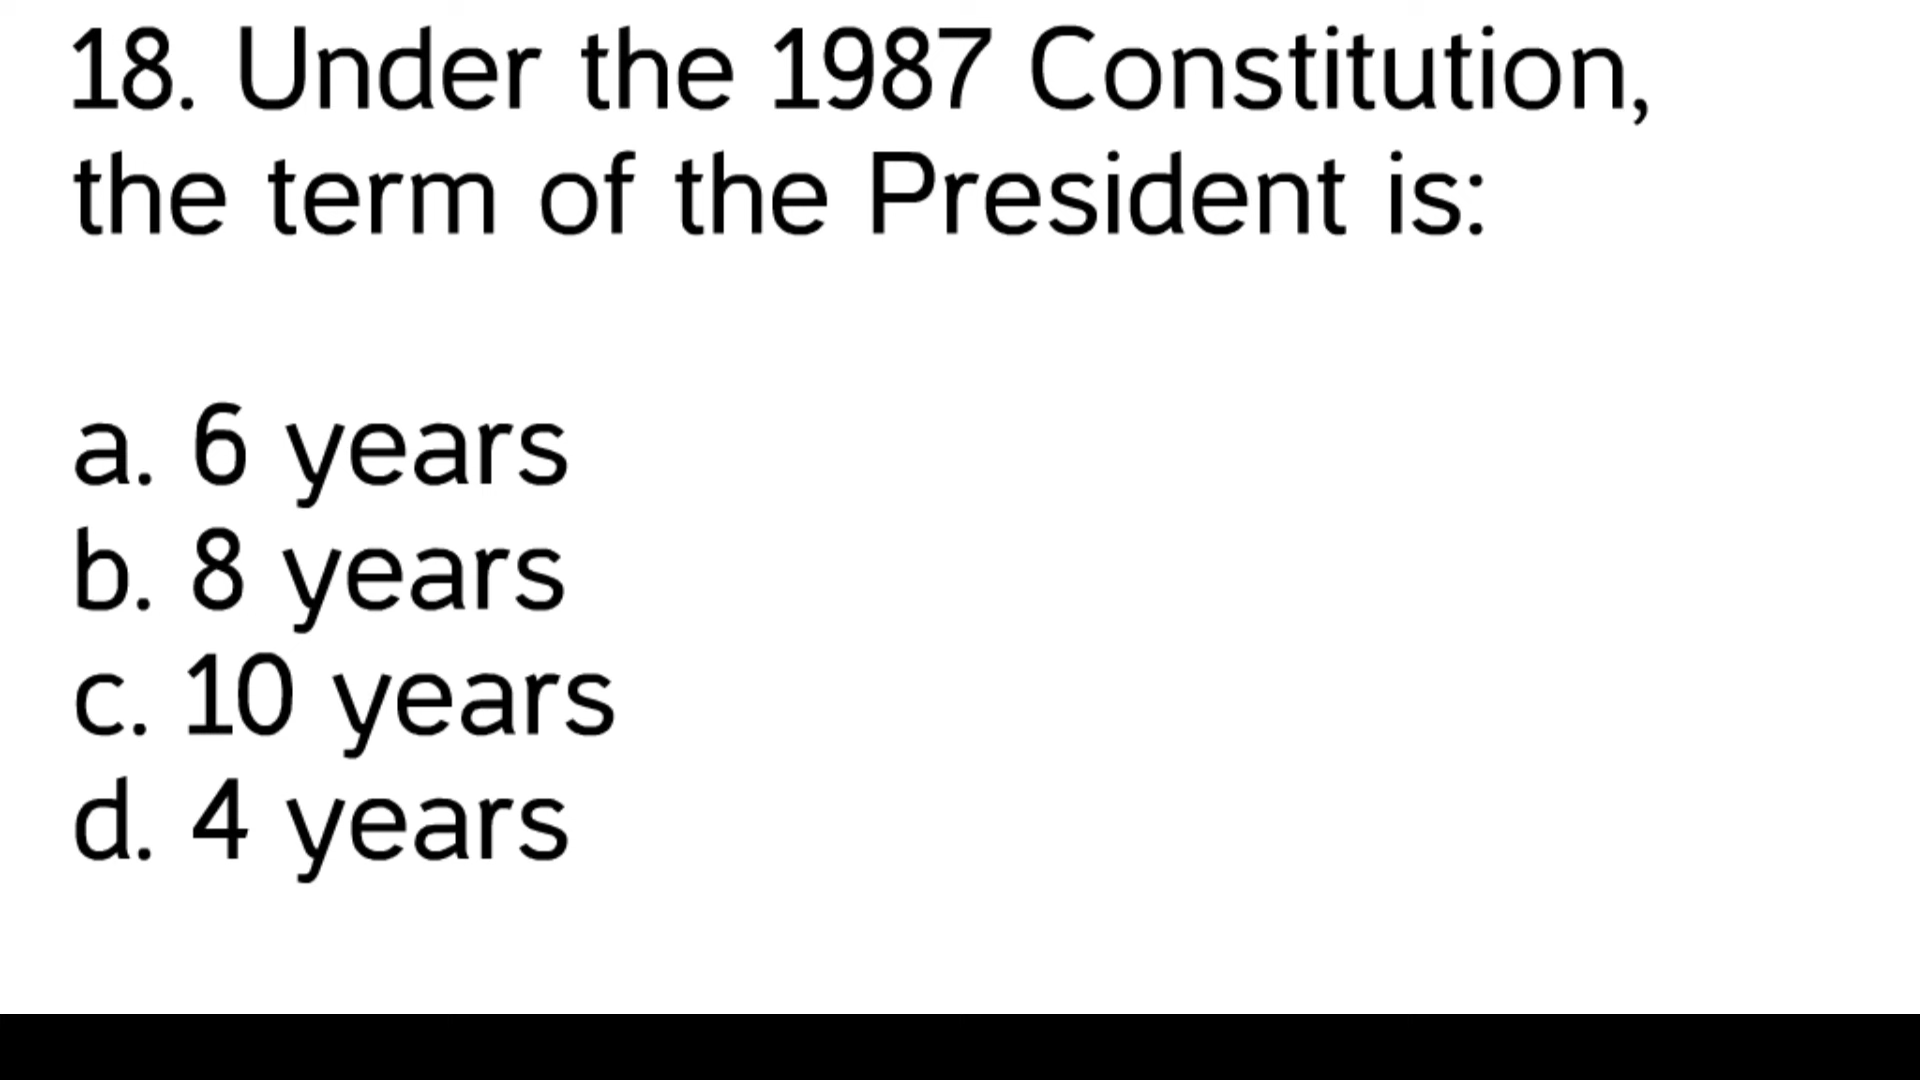 18. Under the 1987 Constitution,
the term of the President is:
a. 6 years
b. 8 years
c. 10 years
d. 4 years